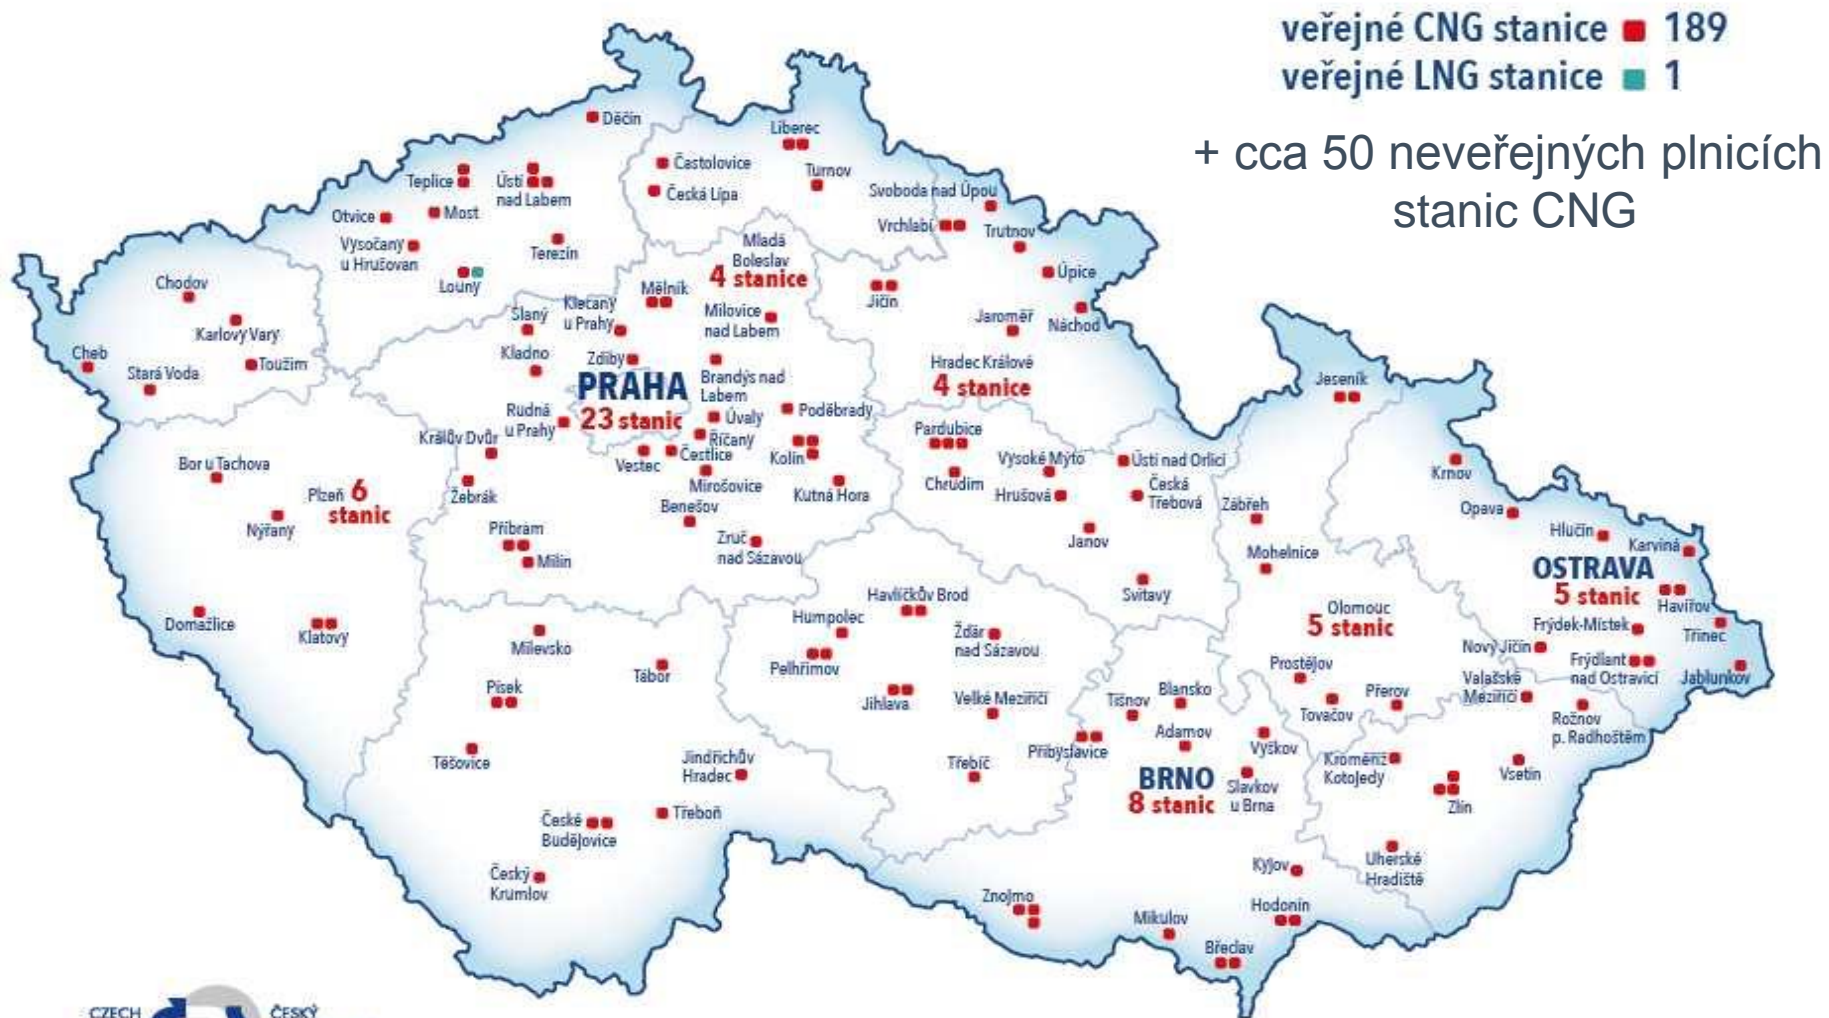 veřejné CNG stanice 189
veřejné LNG stanice 1
+ cca 50 neveřejných plnicích
stanic CNG
Děčín
Liberec
Častolovice
Turnov
Teplice
Ústí
nad Labem
Česká Lípa
Svoboda nad Úpou
Otvice
Most
Vrchlabí
Trutnov
Vysočany
u Hrušovan
Terezín
Mladá
Boleslav
4 stanice
Úpice
Chodov
Louny
Mělník
Jičín
Klecany
u Prahy
Milovice
nad Labem
Slaný
Jaroměř
Náchod
Karlovy Vary
Cheb
Stará Voda
Toužim
Kladno
Zdiby
Hradec Králové
4 stanice
PRAHA
23 stanic
Brandýs nad
Labem
Jeseník
Rudná
u Prahy
Úvaly
Poděbrady
Králův Dvůr
Říčany
Pardubice
Vestec
Čestlice
Kolín
Vysoké Mýto
Ústí nad Orlicí
Krnov
Bor u Tachova
Mirošovice
Chrudim
Hrušová
Česká
Třebová
Zábřeh
Plzeň 6
stanic
Žebrák
Kutná Hora
Nýřany
Benešov
Opava
Příbram
Zruč
nad Sázavou
Janov
Hlučín
Karviná
Milín
Mohelnice
OSTRAVA
5 stanic
Svitavy
Havířov
Havlíčkův Brod
Domažlice
Klatovy
Humpolec
Olomouc
5 stanic
Frýdek-Místek
Třinec
Milevsko
Žďár
nad Sázavou
Nový Jičín
Tábor
Pelhřimov
Prostějov
Frýdlant
nad Ostravicí
Jablunkov
Písek
Valašské
Meziříčí
Jihlava
Velké Meziříčí
Tišnov
Blansko
Přerov
Tovačov
Rožnov
p. Radhoštěm
Adamov
Přibyslavice
Vyškov
Těšovice
Jindřichův
Hradec
Třebíč
Kroměříž
Kotojedy
Vsetín
BRNO
8 stanic
Slavkov
u Brna
Zlín
České
Budějovice
Třeboň
Kyjov
Uherské
Hradiště
Český
Krumlov
Znojmo
Mikulov
Hodonín
Břeclav
CZECH
ČESKÝ